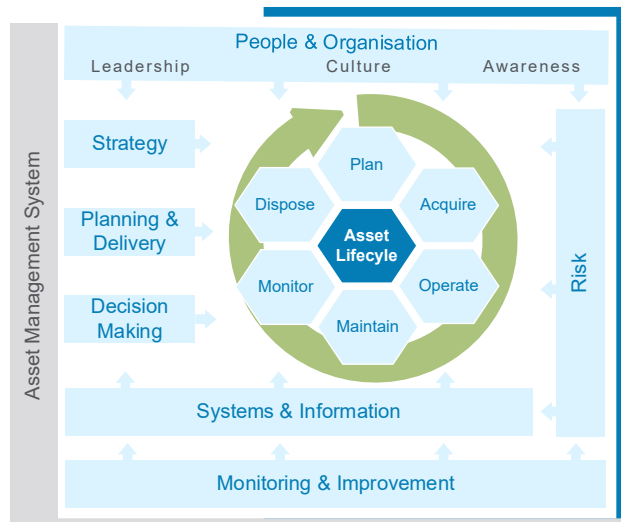 People & Organisation
Leadership
Culture
Awareness
Asset Management System
Strategy
Planning &
Delivery
Decision
Making
Plan
Acquire
Operate
Maintain
Monitor
Dispose
Asset
Lifecyle
Risk
Systems & Information
Monitoring & Improvement